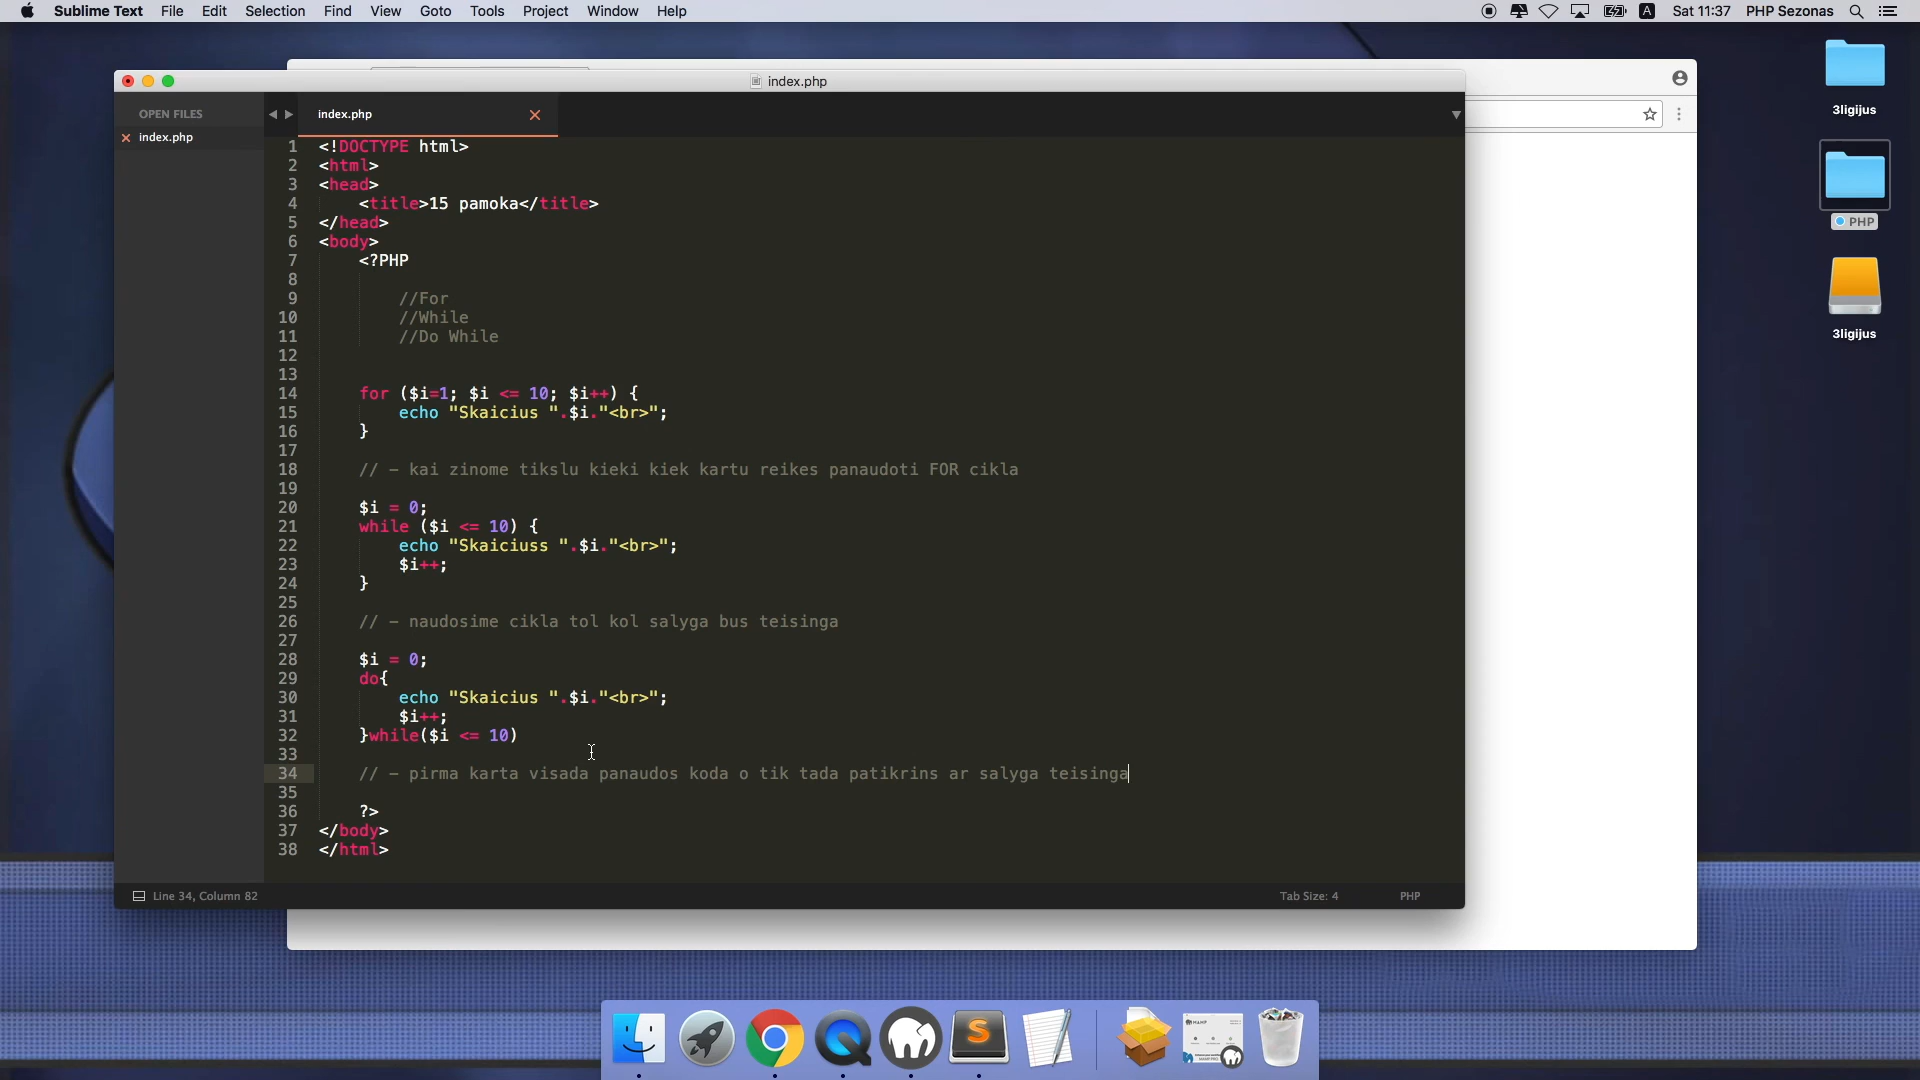 Sublime Text File Edit Selection Find View Goto Tools Project Window Help
A Sat 11:37 PHP Sezonas
index.php
OPEN FILES
index.php
index.php
1 <!DOCTYPE html>
2 <html>
3 <head>
4 <title>15 pamoka</title>
5 </head>
6 <body>
7 <?PHP
8
9 //For
10 //While
11 //Do While
12
13
14 for ($i=1; $i <= 10; $i++) {
15 echo "Skaicius ".$i."<br>";
16 }
17
18 // - kai zinome tikslu kieki kiek kartu reikes panaudoti FOR cikla
19
20 $i = 0;
21 while ($i <= 10) {
22 echo "Skaiciuss ".$i."<br>";
23 $i++;
24 }
25
26 // - naudosime cikla tol kol salyga bus teisinga
27
28 $i = 0;
29 do{
30 echo "Skaicius ".$i."<br>";
31 $i++;
32 }while($i <= 10)
33
34 // - pirma karta visada panaudos koda o tik tada patikrins ar salyga teisinga
35
36 ?>
37 </body>
38 </html>
Line 34, Column 82
Tab Size: 4
PHP
3ligijus
PHP
3ligijus